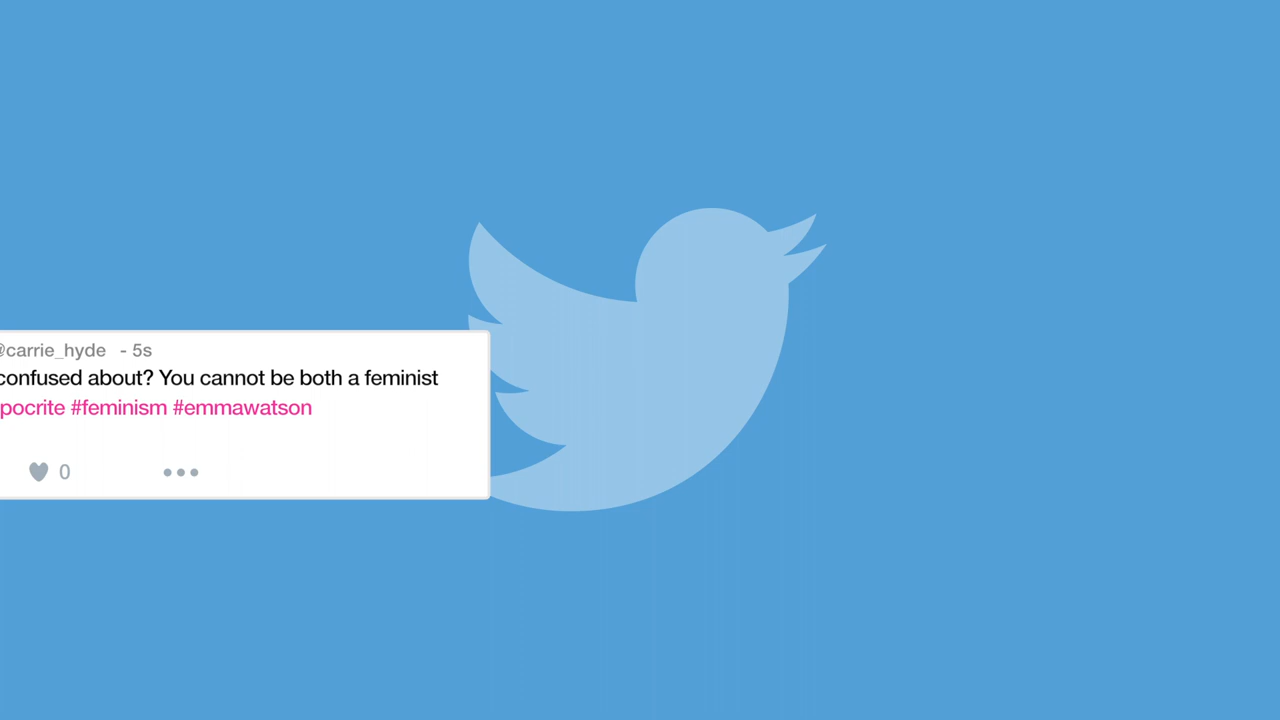 @carrie_hyde - 5s
confused about? You cannot be both a feminist
pocrite #feminism #emmawatson
0